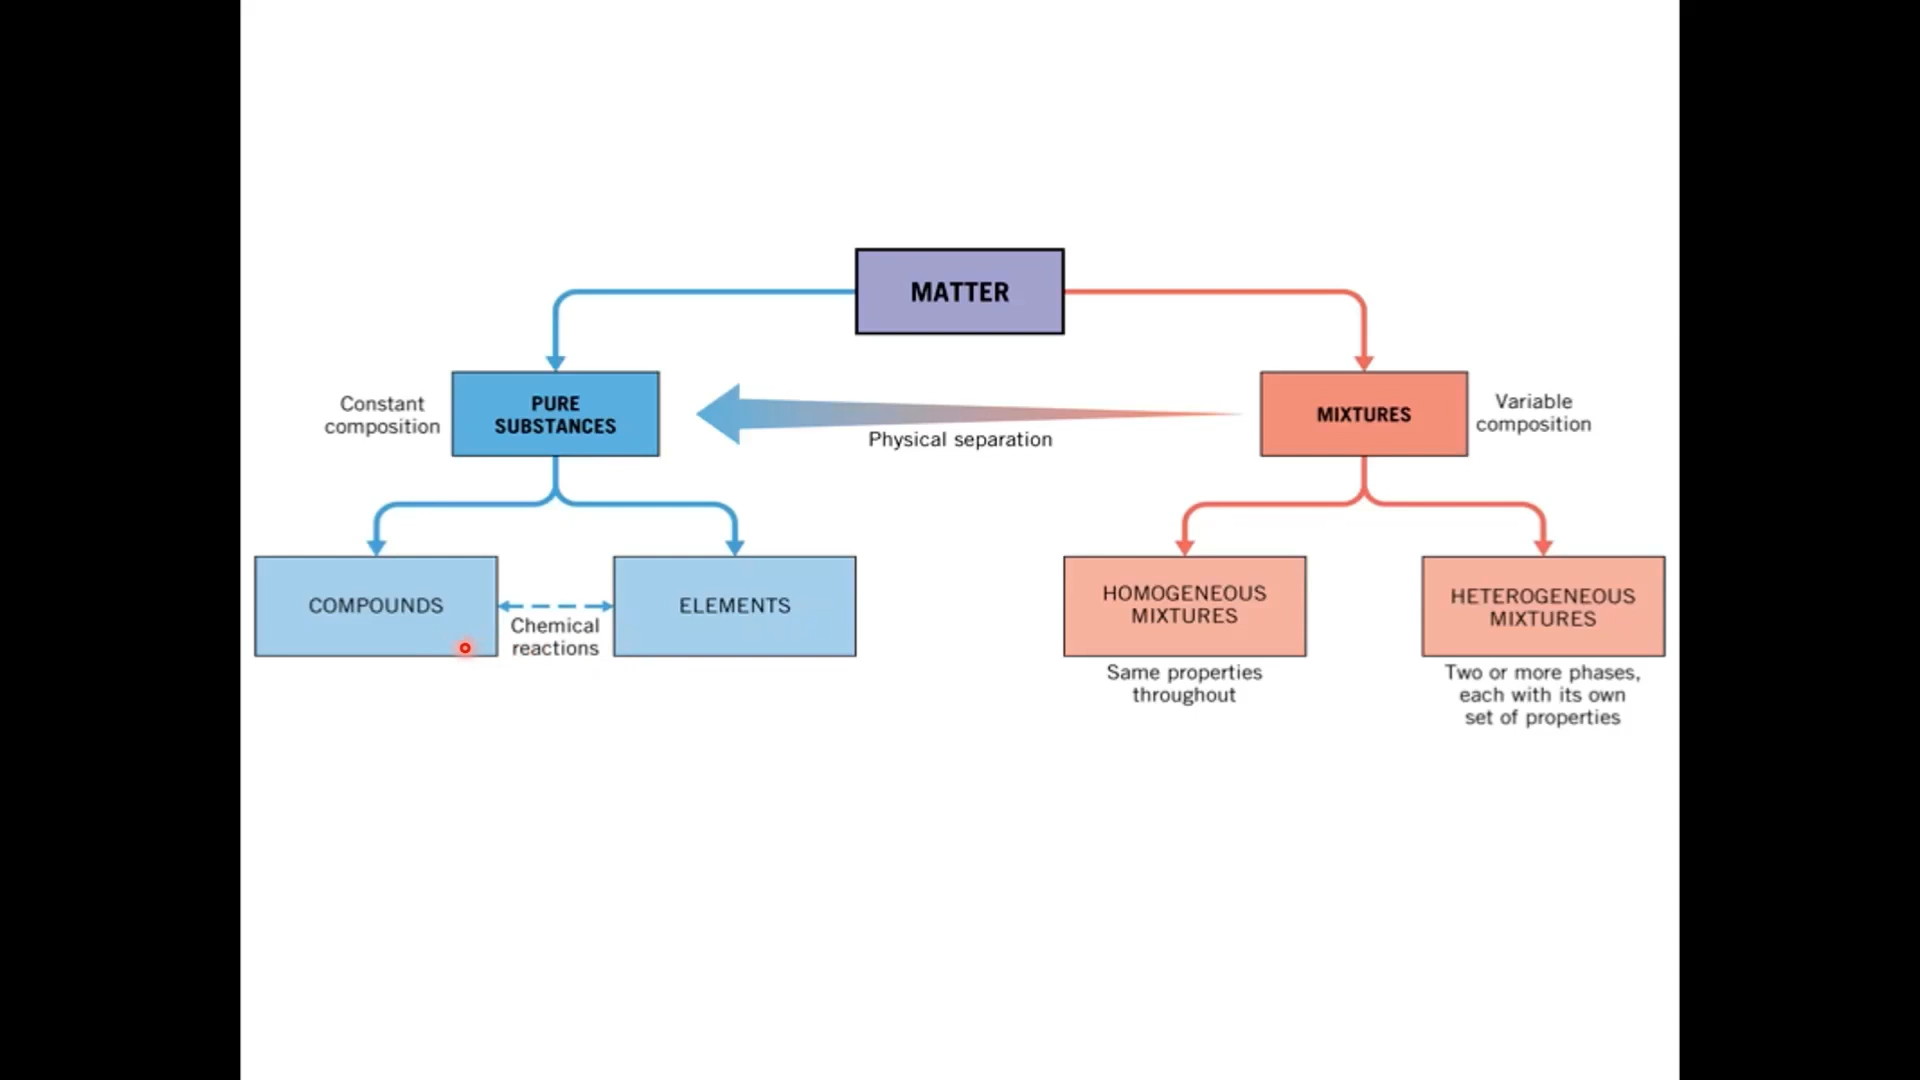 MATTER
Constant
composition
PURE
SUBSTANCES
Physical separation
MIXTURES
Variable
composition
COMPOUNDS
Chemical
reactions
ELEMENTS
HOMOGENEOUS
MIXTURES
Same properties
throughout
HETEROGENEOUS
MIXTURES
Two or more phases,
each with its own
set of properties